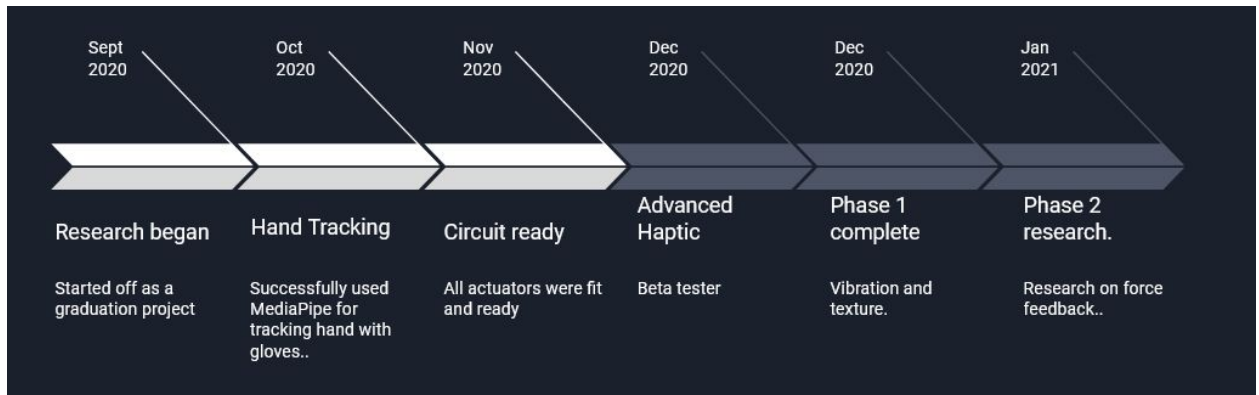 Sept
2020
Oct
2020
Nov
2020
Dec
2020
Dec
2020
Jan
2021
Research began
Started off as a
graduation project
Hand Tracking
Successfully used
MediaPipe for
tracking hand with
gloves..
Circuit ready
All actuators were fit
and ready
Advanced
Haptic
Beta tester
Phase 1
complete
Vibration and
texture.
Phase 2
research.
Research on force
feedback..